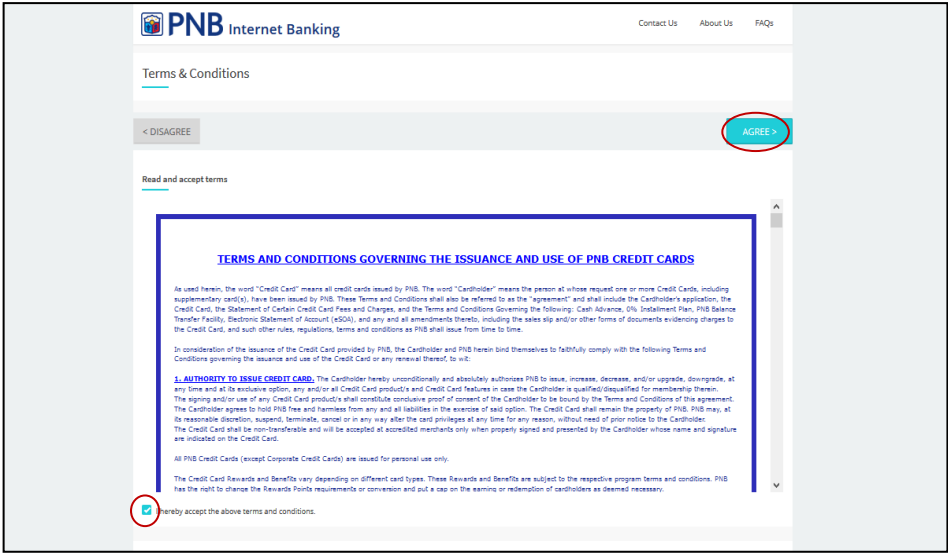 PNB Internet Banking
Contact Us About Us FAQs
Terms & Conditions
< DISAGREE
AGREE >
Read and accept terms
TERMS AND CONDITIONS GOVERNING THE ISSUANCE AND USE OF PNB CREDIT CARDS
As used herein, the word "Credit Card" means all credit cards issued by PNB. The word "Cardholder" means the person at whose request one or more Credit Cards, including
supplementary card(s), have been issued by PNB. These Terms and Conditions shall also be referred to as the "agreement" and shall include the Cardholder's application, the
Credit Card, the Statement of Certain Credit Card Fees and Charges, and the Terms and Conditions Governing the following: Cash Advance, 0% Installment Plan, PNB Balance
Transfer Facility, Electronic Statement of Account (eSOA), and any and all amendments thereto, including the sales slip and/or other forms of documents evidencing charges to
the Credit Card, and such other rules, regulations, terms and conditions as PNB shall issue from time to time.
In consideration of the issuance of the Credit Card provided by PNB, the Cardholder and PNB herein bind themselves to faithfully comply with the following Terms and
Conditions governing the issuance and use of the Credit Card or any renewal thereof, to wit:
1. AUTHORITY TO ISSUE CREDIT CARD. The Cardholder hereby unconditionally and absolutely authorizes PNB to issue, increase, decrease, and/or upgrade, downgrade, at
any time and at its exclusive option, any and/or all Credit Card product/s and Credit Card features in case the Cardholder is qualified/disqualified for membership therein.
The signing and/or use of any Credit Card product/s shall constitute conclusive proof of consent of the Cardholder to be bound by the Terms and Conditions of this agreement.
The Cardholder agrees to hold PNB free and harmless from any and all liabilities in the exercise of said option. The Credit Card shall remain the property of PNB. PNB may, at
its reasonable discretion, suspend, terminate, cancel or in any way alter the card privileges at any time for any reason, without need of prior notice to the Cardholder.
The Credit Card shall be non-transferable and will be accepted at accredited merchants only when properly signed and presented by the Cardholder whose name and signature
are indicated on the Credit Card.
All PNB Credit Cards (except Corporate Credit Cards) are issued for personal use only.
The Credit Card Rewards and Benefits vary depending on different card types. These Rewards and Benefits are subject to the respective program terms and conditions. PNB
has the right to change the Rewards Points requirements or conversion and put a cap on the earning or redemption of cardholders as deemed necessary.
I hereby accept the above terms and conditions.